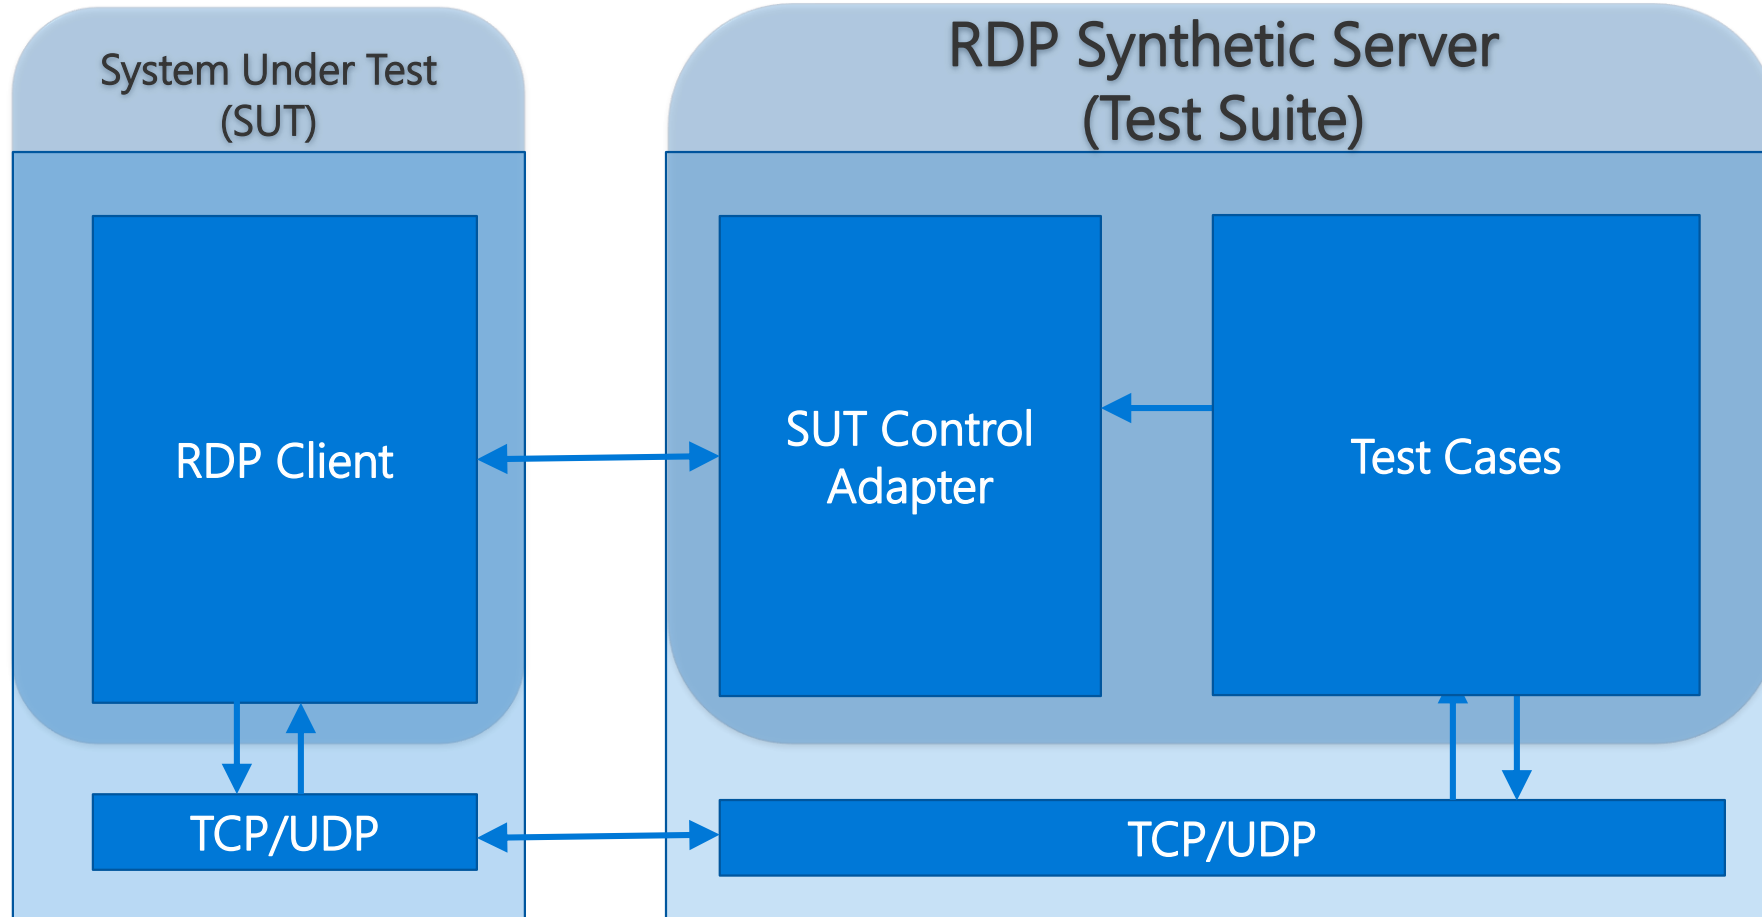 System Under Test
(SUT)
RDP Synthetic Server
(Test Suite)
RDP Client
SUT Control
Adapter
Test Cases
TCP/UDP
TCP/UDP